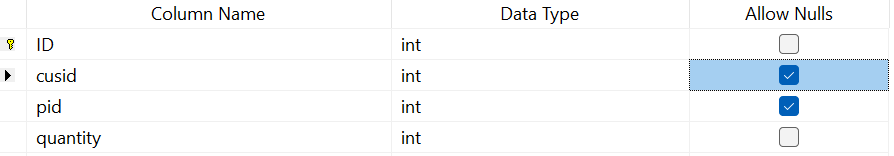 Column Name Data Type Allow Nulls
ID int
cusid int
pid int
quantity int